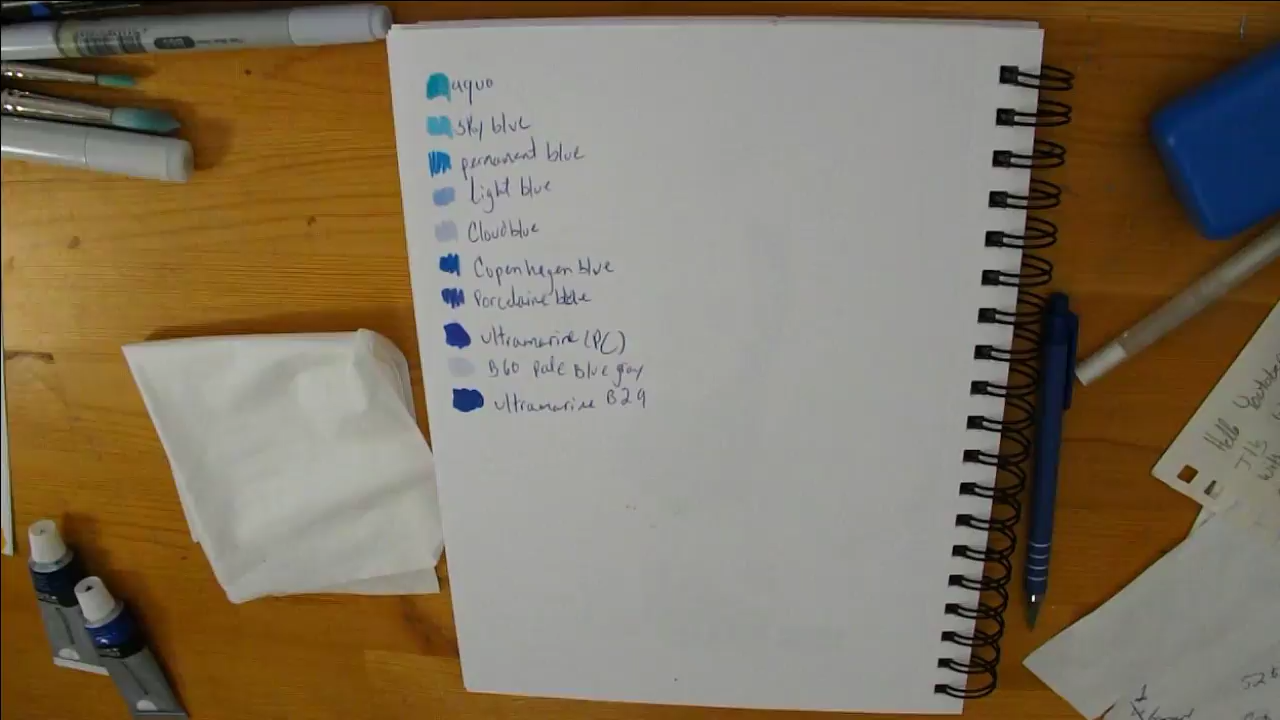 aqua
sky blue
permanent blue
Light blue
Cloud blue
Copenhagen blue
Porcelaine blue
ultramarine (PC)
B60 Pale Blue gray
ultramarine B29
Hello Youtube